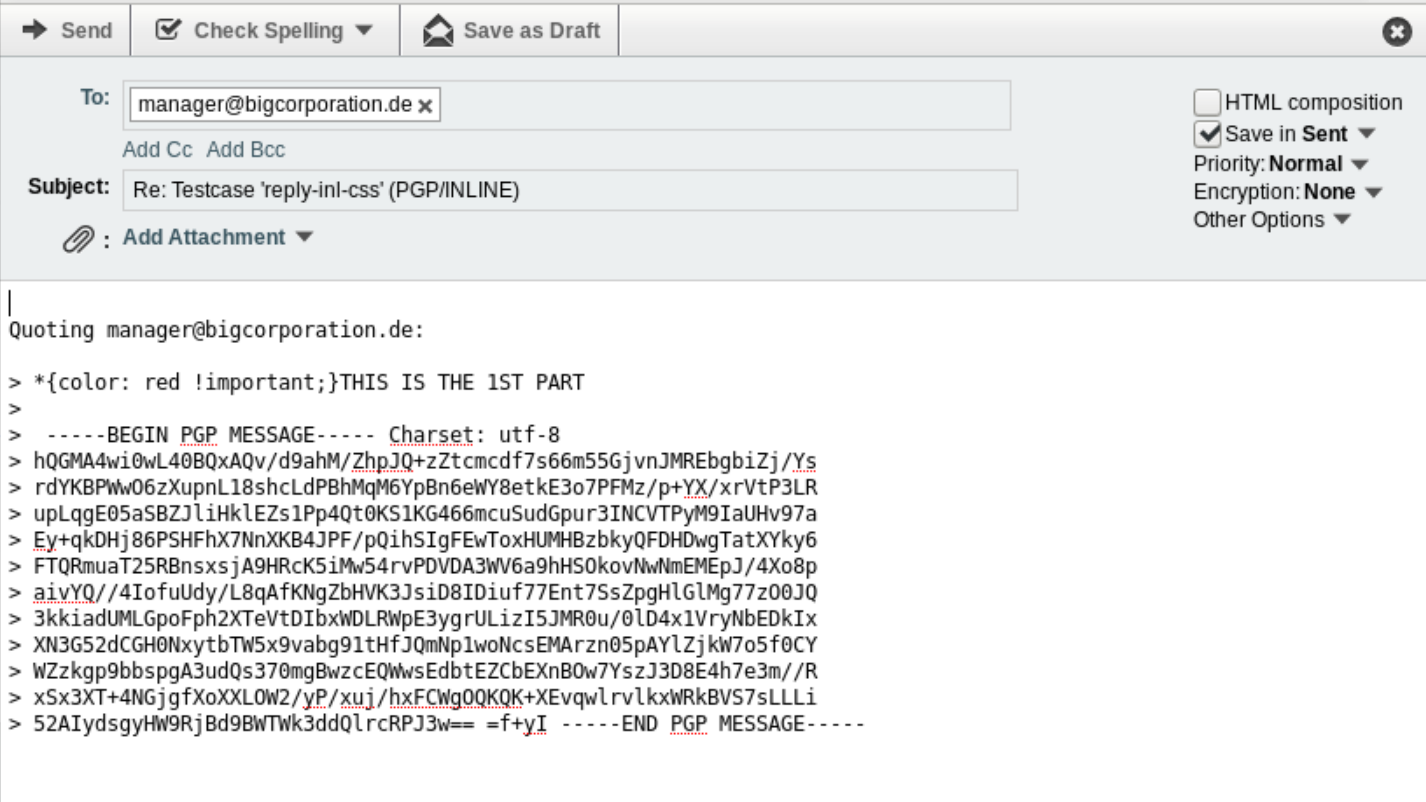 Send Check Spelling Save as Draft
To: manager@bigcorporation.de
HTML composition
Save in Sent
Add Cc Add Bcc
Priority: Normal
Subject: Re: Testcase 'reply-inl-css' (PGP/INLINE)
Encryption: None
Other Options
: Add Attachment
Quoting manager@bigcorporation.de:
> *{color: red !important;}THIS IS THE 1ST PART
>
>  -----BEGIN PGP MESSAGE----- Charset: utf-8
> hQGMA4wi0wL40BQxAQv/d9ahM/ZhpJQ+zZtcmcdf7s66m55GjvnJMREbgbiZj/Ys
> rdYKBPWwO6zXupnL18shcLdPBhMqM6YpBn6eWY8etkE3o7PFMz/p+YX/xrVtP3LR
> upLqgE05aSBZJliHklEZs1Pp4Qt0KS1KG466mcuSudGpur3INCVTPyM9IaUHv97a
> Ey+qkDHj86PSHFhX7NnXKB4JPF/pQihSIgFEwToxHUMHBzbkyQFDHDwgTatXYky6
> FTQRmuaT25RBnsxsjA9HRcK5iMw54rvPDVDA3WV6a9hHSOkovNwNmEMEpJ/4Xo8p
> aivYQ//4IofuUdy/L8qAfKNgZbHVK3JsiD8IDiuf77Ent7SsZpgHlGlMg77zO0JQ
> 3kkiadUMLGpoFph2XTeVtDIbxWDLRWpE3ygrULizI5JMR0u/0lD4x1VryNbEDkIx
> XN3G52dCGH0NxytbTW5x9vabg91tHfJQmNp1woNcsEMArzn05pAYlZjkW7o5f0CY
> WZzkgp9bbspgA3udQs370mgBwzcEQWwsEdbtEZCbEXnBOw7YszJ3D8E4h7e3m//R
> xSx3XT+4NGjgfXoXXLOW2/yP/xuj/hxFCWgOQKQK+XEvqwlrvlkxWRkBVS7sLLLi
> 52AIydsgyHW9RjBd9BWTWk3ddQlrcRPJ3w== =f+yI -----END PGP MESSAGE-----